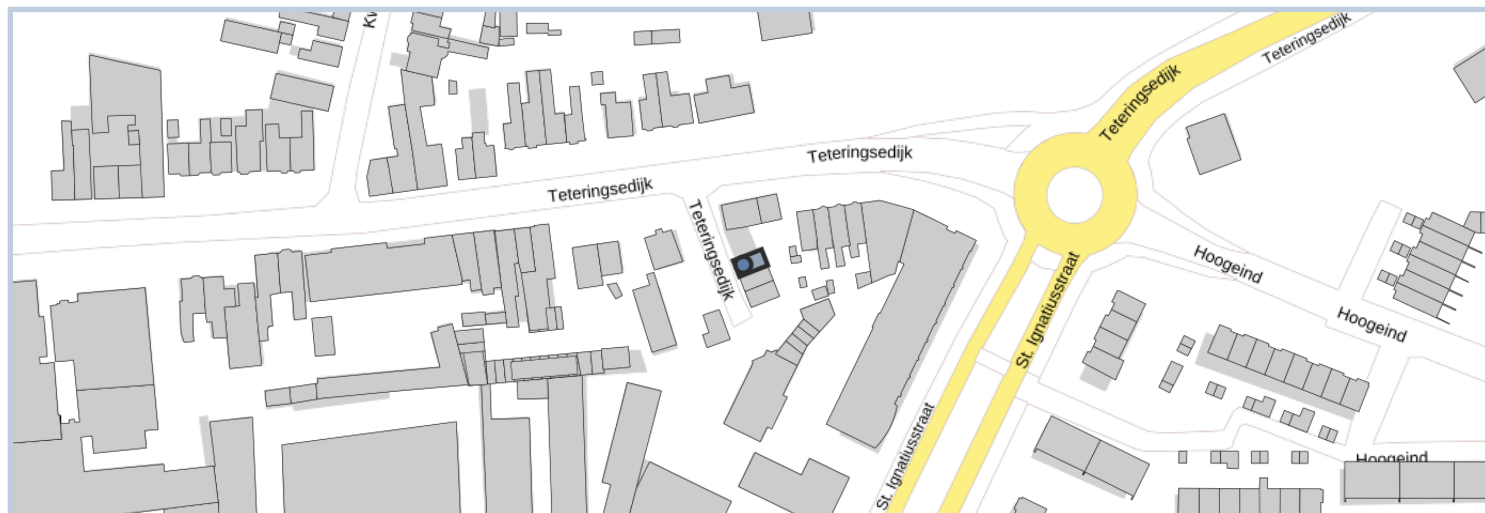 Teteringsedijk
Teteringsedijk
Teteringsedijk
Teteringsedijk
Teteringsedijk
Hoogeind
Hoogeind
St. Ignatiusstraat
St. Ignatiusstraat
Hoogeind